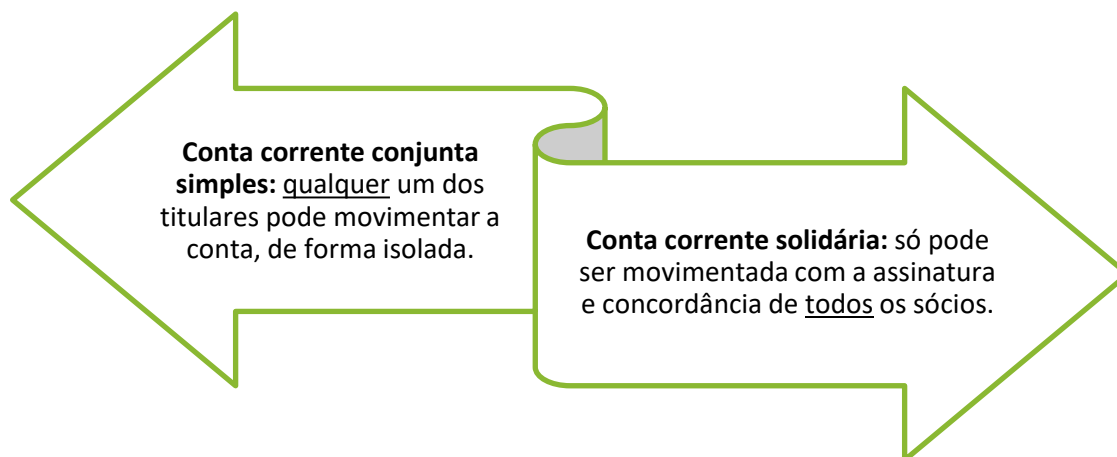 Conta corrente conjunta
simples: qualquer um dos
titulares pode movimentar a
conta, de forma isolada.
Conta corrente solidária: só pode
ser movimentada com a assinatura
e concordância de todos os sócios.